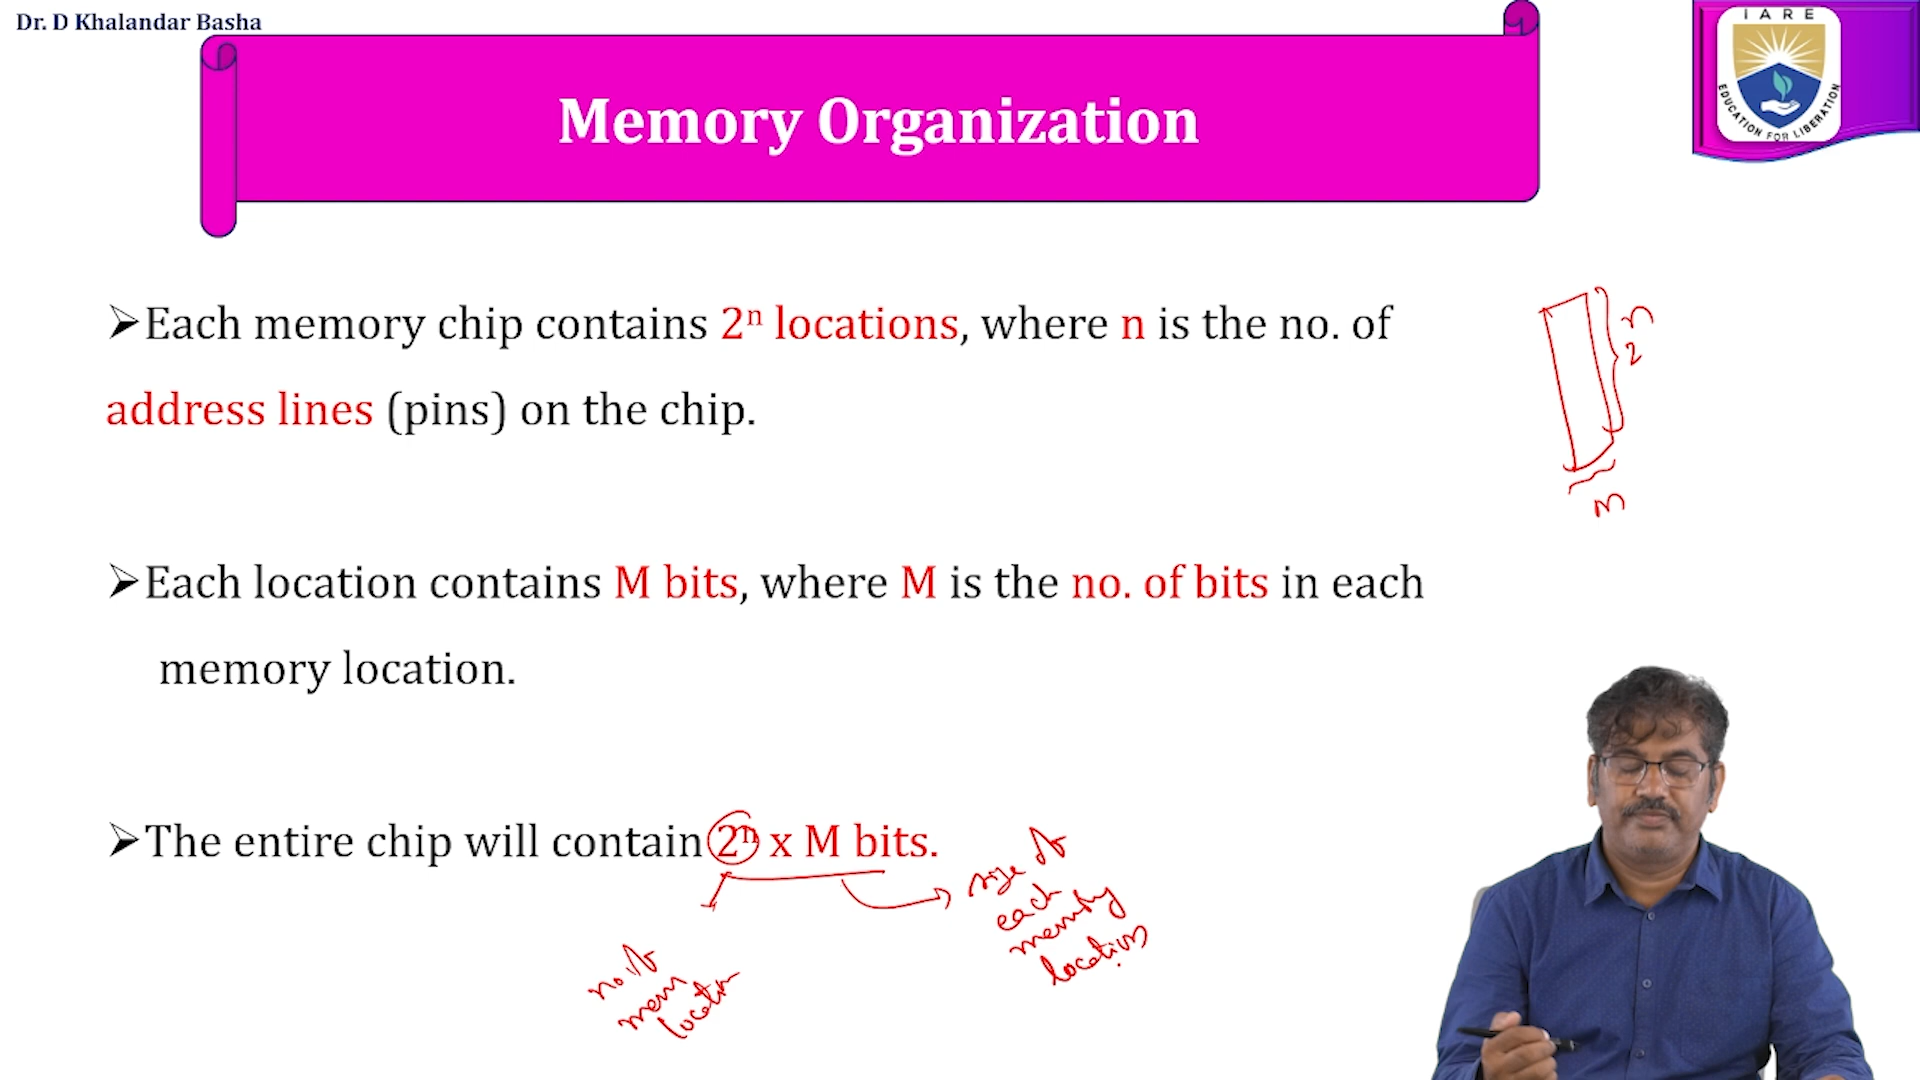 Dr. D Khalandar Basha
IARE
EDUCATION FOR LIBERATION
Memory Organization
➢Each memory chip contains 2ⁿ locations, where n is the no. of
address lines (pins) on the chip.
2ⁿ
m
➢Each location contains M bits, where M is the no. of bits in each
memory location.
➢The entire chip will contain 2ⁿ x M bits.
size of
each
memory
location
no. of
mem
location